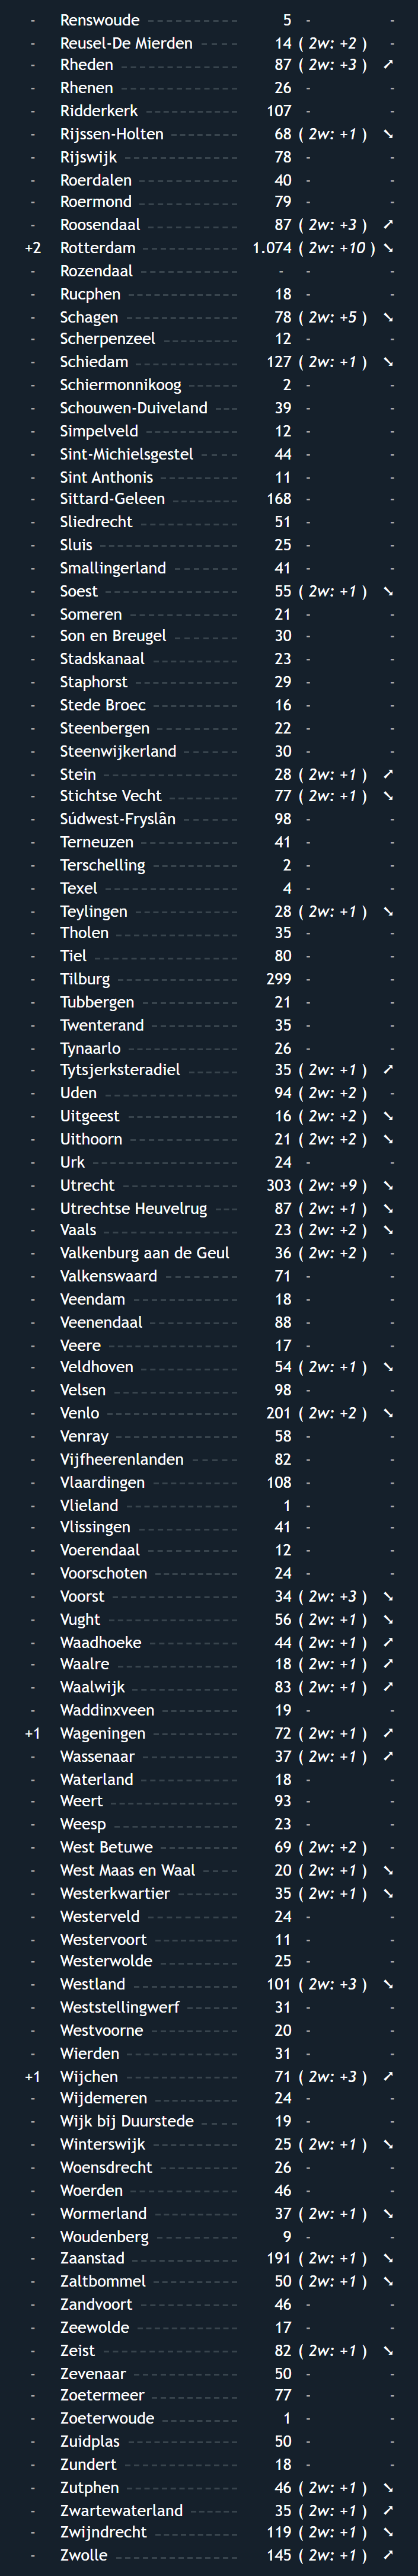 - Renswoude 5 - -
- Reusel-De Mierden 14 ( 2w: +2 ) -
- Rheden 87 ( 2w: +3 ) ↗
- Rhenen 26 - -
- Ridderkerk 107 - -
- Rijssen-Holten 68 ( 2w: +1 ) ↘
- Rijswijk 78 - -
- Roerdalen 40 - -
- Roermond 79 - -
- Roosendaal 87 ( 2w: +3 ) ↗
+2 Rotterdam 1.074 ( 2w: +10 ) ↘
- Rozendaal - - -
- Rucphen 18 - -
- Schagen 78 ( 2w: +5 ) ↘
- Scherpenzeel 12 - -
- Schiedam 127 ( 2w: +1 ) ↘
- Schiermonnikoog 2 - -
- Schouwen-Duiveland 39 - -
- Simpelveld 12 - -
- Sint-Michielsgestel 44 - -
- Sint Anthonis 11 - -
- Sittard-Geleen 168 - -
- Sliedrecht 51 - -
- Sluis 25 - -
- Smallingerland 41 - -
- Soest 55 ( 2w: +1 ) ↘
- Someren 21 - -
- Son en Breugel 30 - -
- Stadskanaal 23 - -
- Staphorst 29 - -
- Stede Broec 16 - -
- Steenbergen 22 - -
- Steenwijkerland 30 - -
- Stein 28 ( 2w: +1 ) ↗
- Stichtse Vecht 77 ( 2w: +1 ) ↘
- Súdwest-Fryslân 98 - -
- Terneuzen 41 - -
- Terschelling 2 - -
- Texel 4 - -
- Teylingen 28 ( 2w: +1 ) ↘
- Tholen 35 - -
- Tiel 80 - -
- Tilburg 299 - -
- Tubbergen 21 - -
- Twenterand 35 - -
- Tynaarlo 26 - -
- Tytsjerksteradiel 35 ( 2w: +1 ) ↗
- Uden 94 ( 2w: +2 ) -
- Uitgeest 16 ( 2w: +2 ) ↘
- Uithoorn 21 ( 2w: +2 ) ↘
- Urk 24 - -
- Utrecht 303 ( 2w: +9 ) ↘
- Utrechtse Heuvelrug 87 ( 2w: +1 ) ↘
- Vaals 23 ( 2w: +2 ) ↘
- Valkenburg aan de Geul 36 ( 2w: +2 ) -
- Valkenswaard 71 - -
- Veendam 18 - -
- Veenendaal 88 - -
- Veere 17 - -
- Veldhoven 54 ( 2w: +1 ) ↘
- Velsen 98 - -
- Venlo 201 ( 2w: +2 ) ↘
- Venray 58 - -
- Vijfheerenlanden 82 - -
- Vlaardingen 108 - -
- Vlieland 1 - -
- Vlissingen 41 - -
- Voerendaal 12 - -
- Voorschoten 24 - -
- Voorst 34 ( 2w: +3 ) ↘
- Vught 56 ( 2w: +1 ) ↘
- Waadhoeke 44 ( 2w: +1 ) ↗
- Waalre 18 ( 2w: +1 ) ↗
- Waalwijk 83 ( 2w: +1 ) ↗
- Waddinxveen 19 - -
+1 Wageningen 72 ( 2w: +1 ) ↗
- Wassenaar 37 ( 2w: +1 ) ↗
- Waterland 18 - -
- Weert 93 - -
- Weesp 23 - -
- West Betuwe 69 ( 2w: +2 ) -
- West Maas en Waal 20 ( 2w: +1 ) ↘
- Westerkwartier 35 ( 2w: +1 ) ↘
- Westerveld 24 - -
- Westervoort 11 - -
- Westerwolde 25 - -
- Westland 101 ( 2w: +3 ) ↘
- Weststellingwerf 31 - -
- Westvoorne 20 - -
- Wierden 31 - -
+1 Wijchen 71 ( 2w: +3 ) ↗
- Wijdemeren 24 - -
- Wijk bij Duurstede 19 - -
- Winterswijk 25 ( 2w: +1 ) ↘
- Woensdrecht 26 - -
- Woerden 46 - -
- Wormerland 37 ( 2w: +1 ) ↘
- Woudenberg 9 - -
- Zaanstad 191 ( 2w: +1 ) ↘
- Zaltbommel 50 ( 2w: +1 ) ↘
- Zandvoort 46 - -
- Zeewolde 17 - -
- Zeist 82 ( 2w: +1 ) ↘
- Zevenaar 50 - -
- Zoetermeer 77 - -
- Zoeterwoude 1 - -
- Zuidplas 50 - -
- Zundert 18 - -
- Zutphen 46 ( 2w: +1 ) ↘
- Zwartewaterland 35 ( 2w: +1 ) ↗
- Zwijndrecht 119 ( 2w: +1 ) ↘
- Zwolle 145 ( 2w: +1 ) ↗